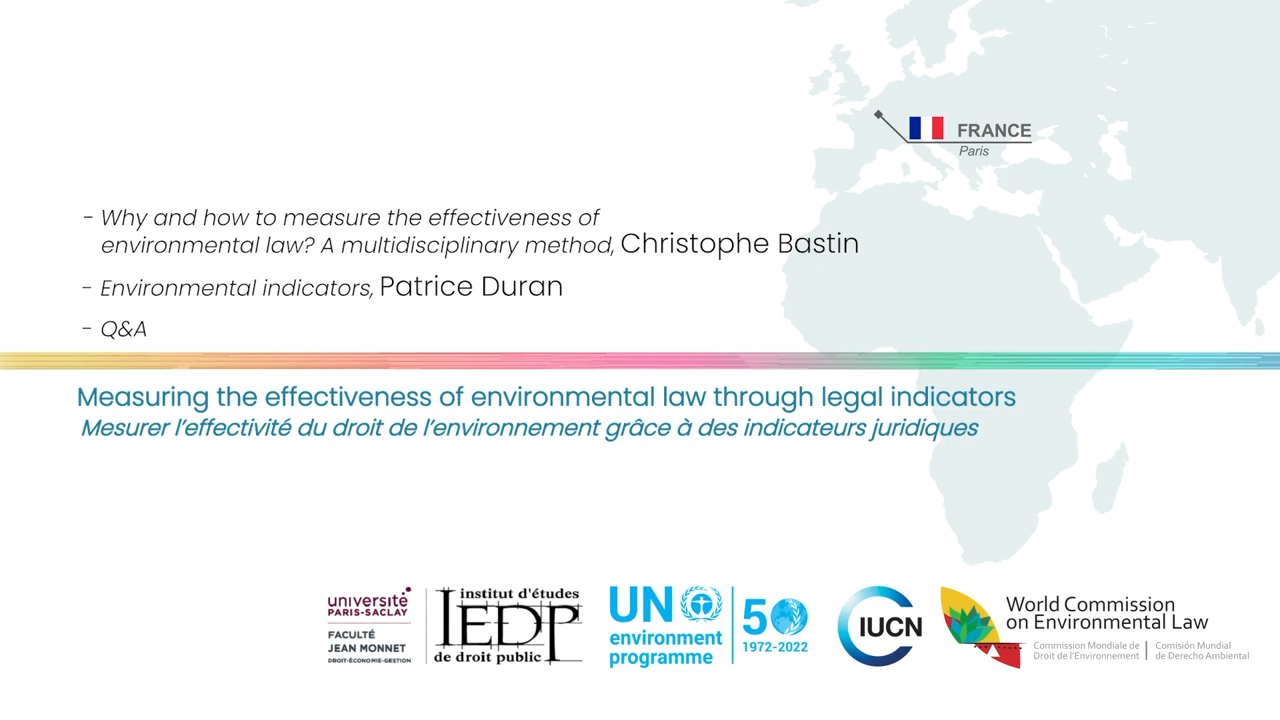 FRANCE
Paris
- Why and how to measure the effectiveness of
environmental law? A multidisciplinary method, Christophe Bastin
- Environmental indicators, Patrice Duran
- Q&A
Measuring the effectiveness of environmental law through legal indicators
Mesurer l'effectivité du droit de l'environnement grâce à des indicateurs juridiques
université
PARIS-SACLAY
FACULTÉ
JEAN MONNET
DROIT-ÉCONOMIE-GESTION
institut d'études
IEDP
de droit public
UN
environment
programme
50
1972-2022
IUCN
World Commission
on Environmental Law
Commission Mondiale de
Droit de l'Environnement
Comisión Mundial
de Derecho Ambiental